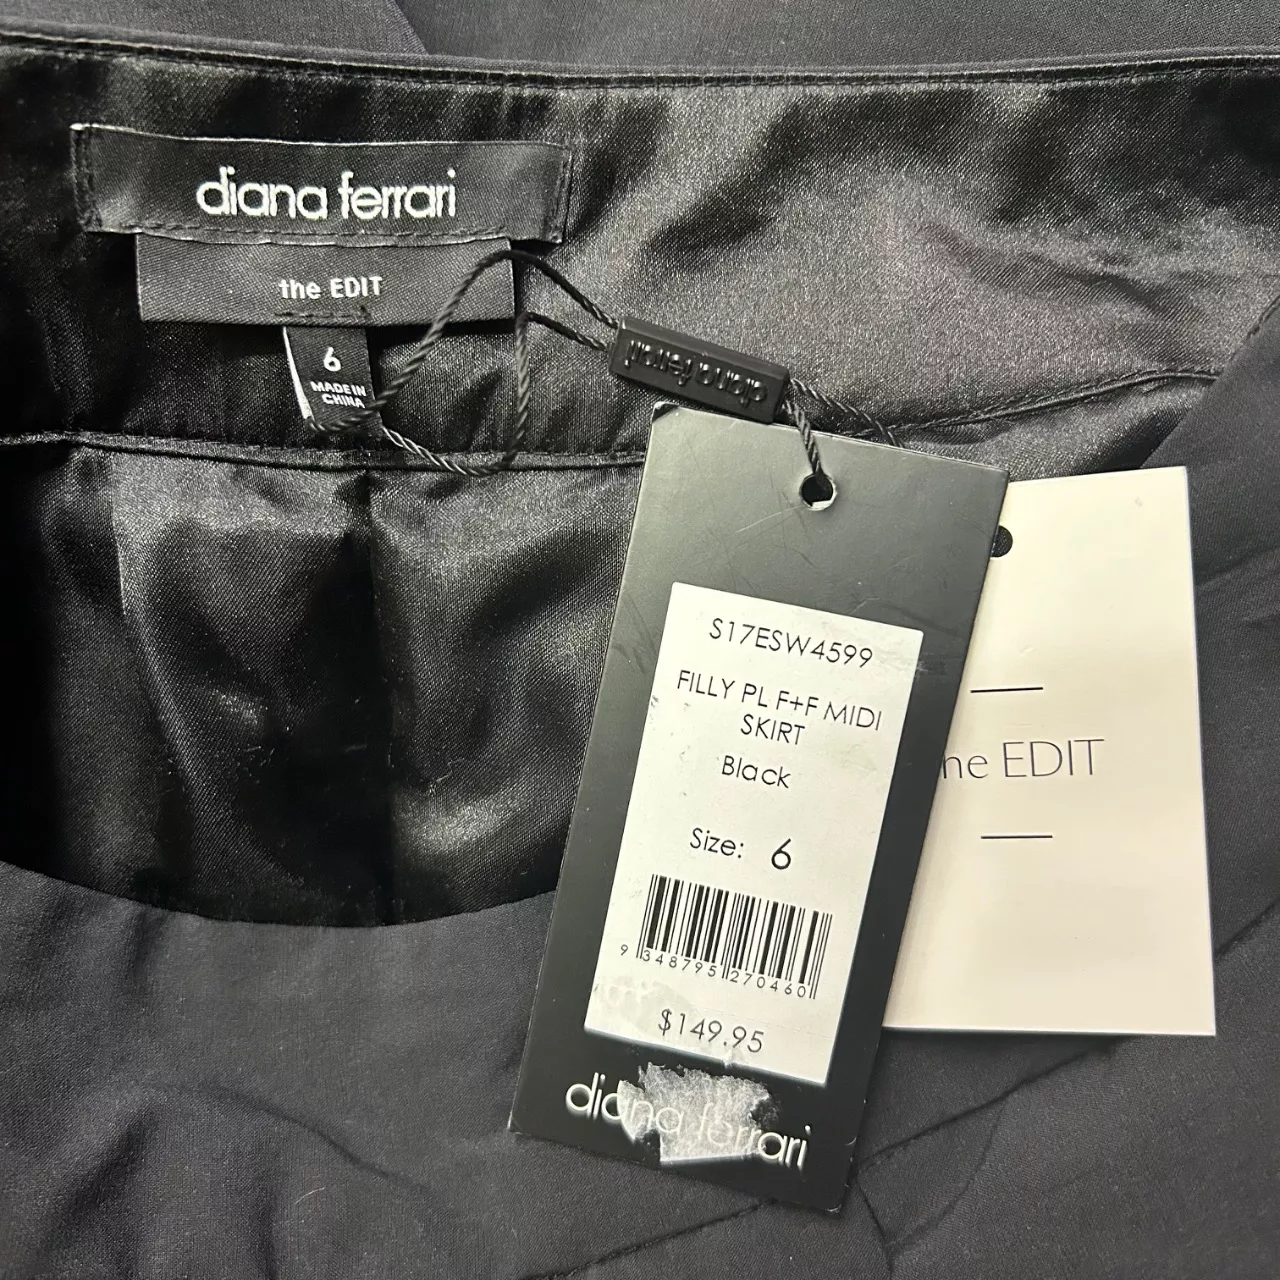 diana ferrari
the EDIT
6
MADE IN
CHINA
diana ferrari
S17ESW4599
FILLY PL F+F MIDI
SKIRT
Black
Size: 6
9 348795 270460
$149.95
diana ferrari
he EDIT